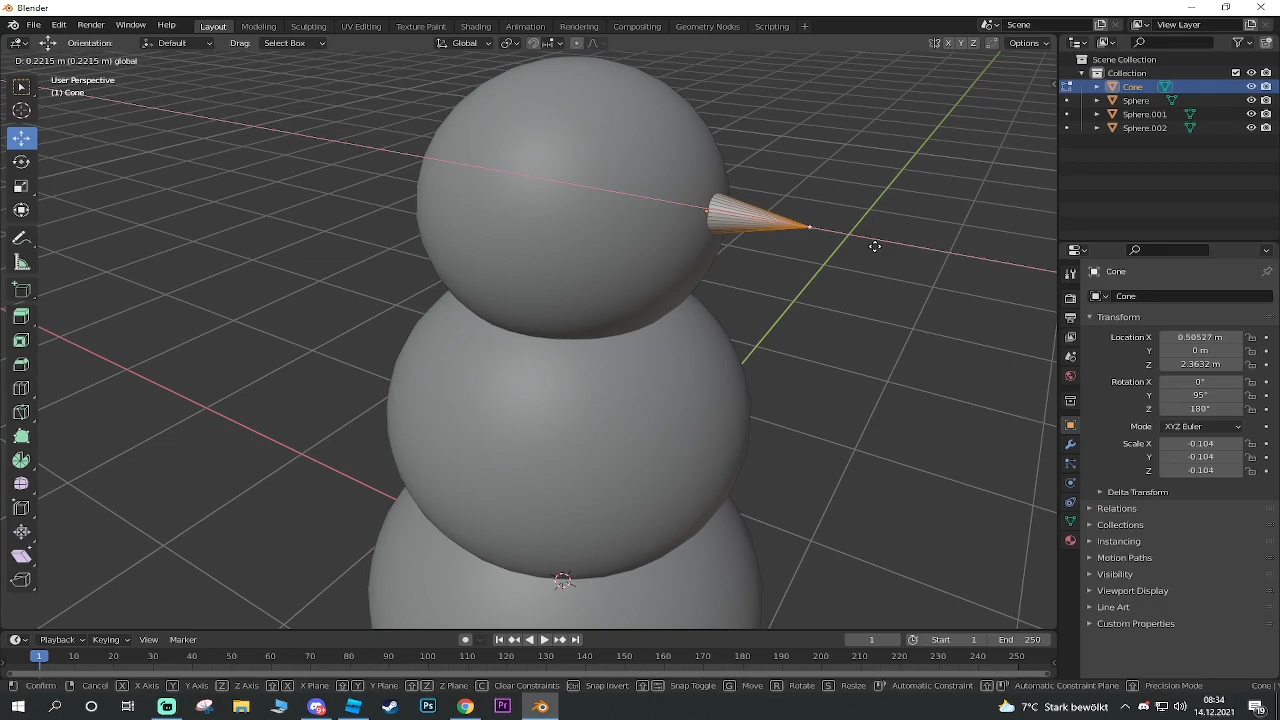 Blender
File Edit Render Window Help Layout Modeling Sculpting UV Editing Texture Paint Shading Animation Rendering Compositing Geometry Nodes Scripting + Scene View Layer
Orientation: Default Drag: Select Box Global X Y Z Options
D: 0.2215 m (0.2215 m) global
User Perspective
(1) Cone
Scene Collection
Collection
Cone
Sphere
Sphere.001
Sphere.002
Cone
Cone
Transform
Location X 0.50527 m
Y 0 m
Z 2.3632 m
Rotation X 0°
Y 95°
Z 180°
Mode XYZ Euler
Scale X -0.104
Y -0.104
Z -0.104
Delta Transform
Relations
Collections
Instancing
Motion Paths
Visibility
Viewport Display
Line Art
Custom Properties
Playback Keying View Marker 1 Start 1 End 250
1 10 20 30 40 50 60 70 80 90 100 110 120 130 140 150 160 170 180 190 200 210 220 230 240 250
Confirm Cancel X X Axis Y Y Axis Z Z Axis X X Plane Y Y Plane Z Z Plane C Clear Constraints Ctrl Snap Invert Snap Toggle G Move R Rotate S Resize Automatic Constraint Automatic Constraint Plane Precision Mode Cone
Ps Pr 7°C Stark bewölkt 08:34
14.12.2021